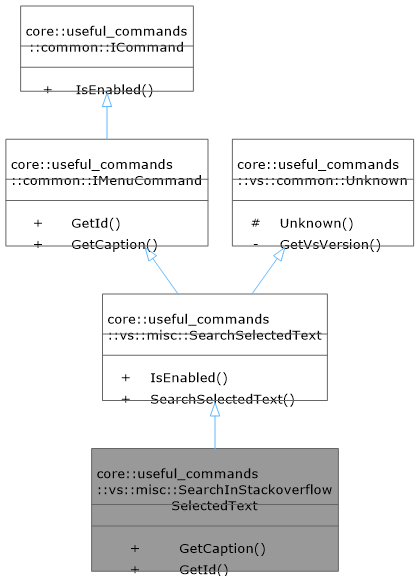 core::useful_commands
::common::ICommand
+ IsEnabled()
core::useful_commands
::common::IMenuCommand
+ GetId()
+ GetCaption()
core::useful_commands
::vs::common::Unknown
# Unknown()
- GetVsVersion()
core::useful_commands
::vs::misc::SearchSelectedText
+ IsEnabled()
+ SearchSelectedText()
core::useful_commands
::vs::misc::SearchInStackoverflow
SelectedText
+ GetCaption()
+ GetId()